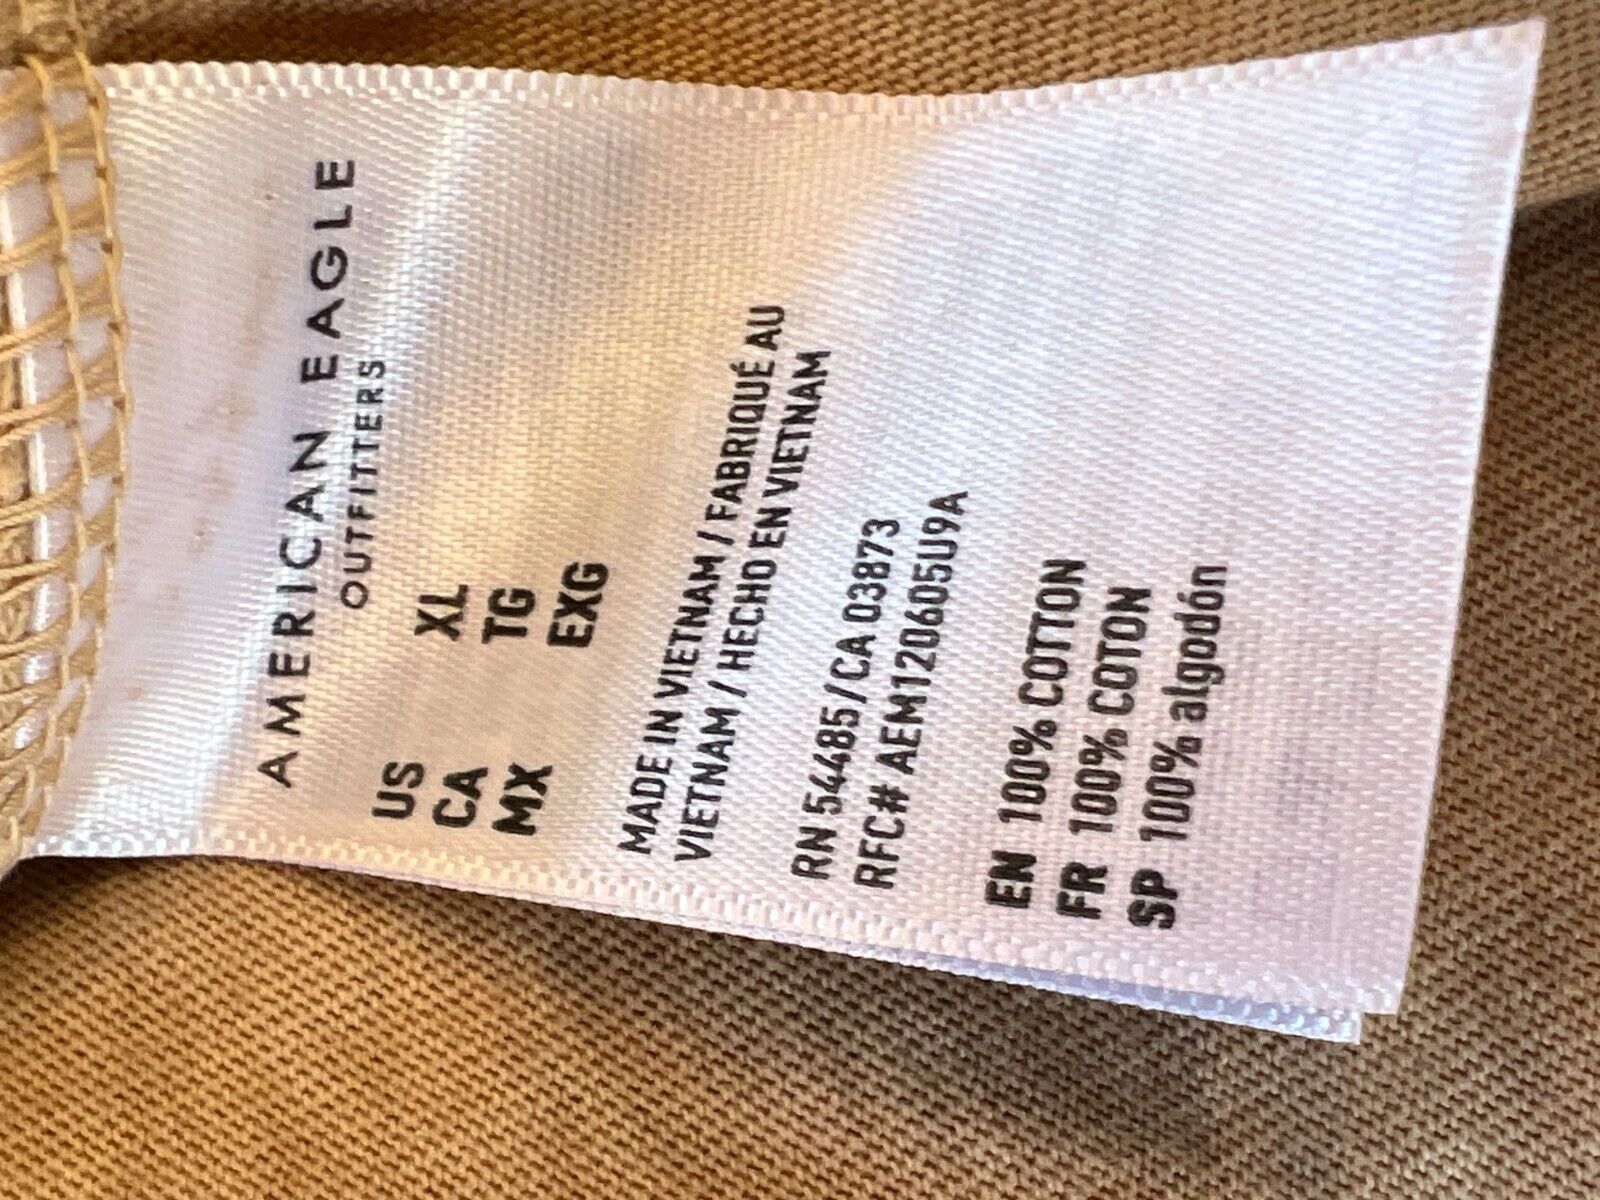 AMERICAN EAGLE
OUTFITTERS
US XL
CA TG
MX EXG
MADE IN VIETNAM / FABRIQUÉ AU
VIETNAM / HECHO EN VIETNAM
RN 54485/CA 03873
RFC# AEM120605U9A
EN 100% COTTON
FR 100% COTON
SP 100% algodón